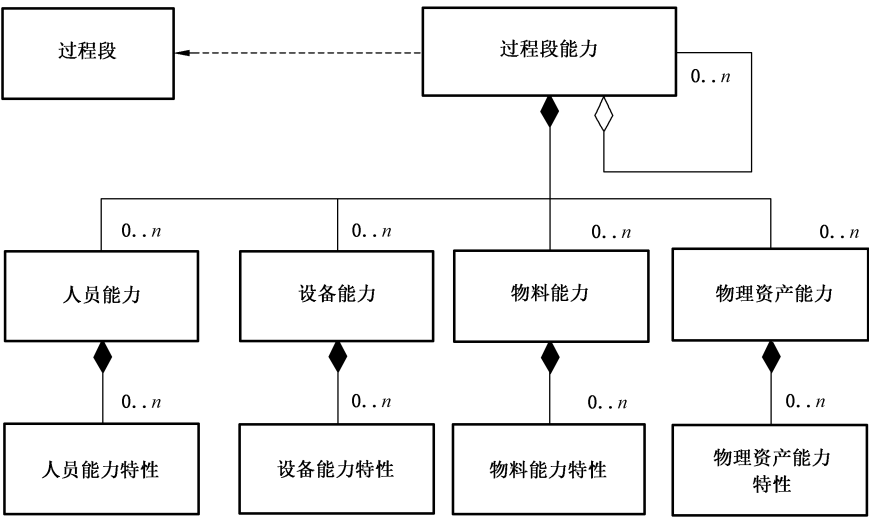 过程段
过程段能力
0..n
0..n
0..n
0..n
0..n
人员能力
设备能力
物料能力
物理资产能力
0..n
0..n
0..n
0..n
人员能力特性
设备能力特性
物料能力特性
物理资产能力
特性